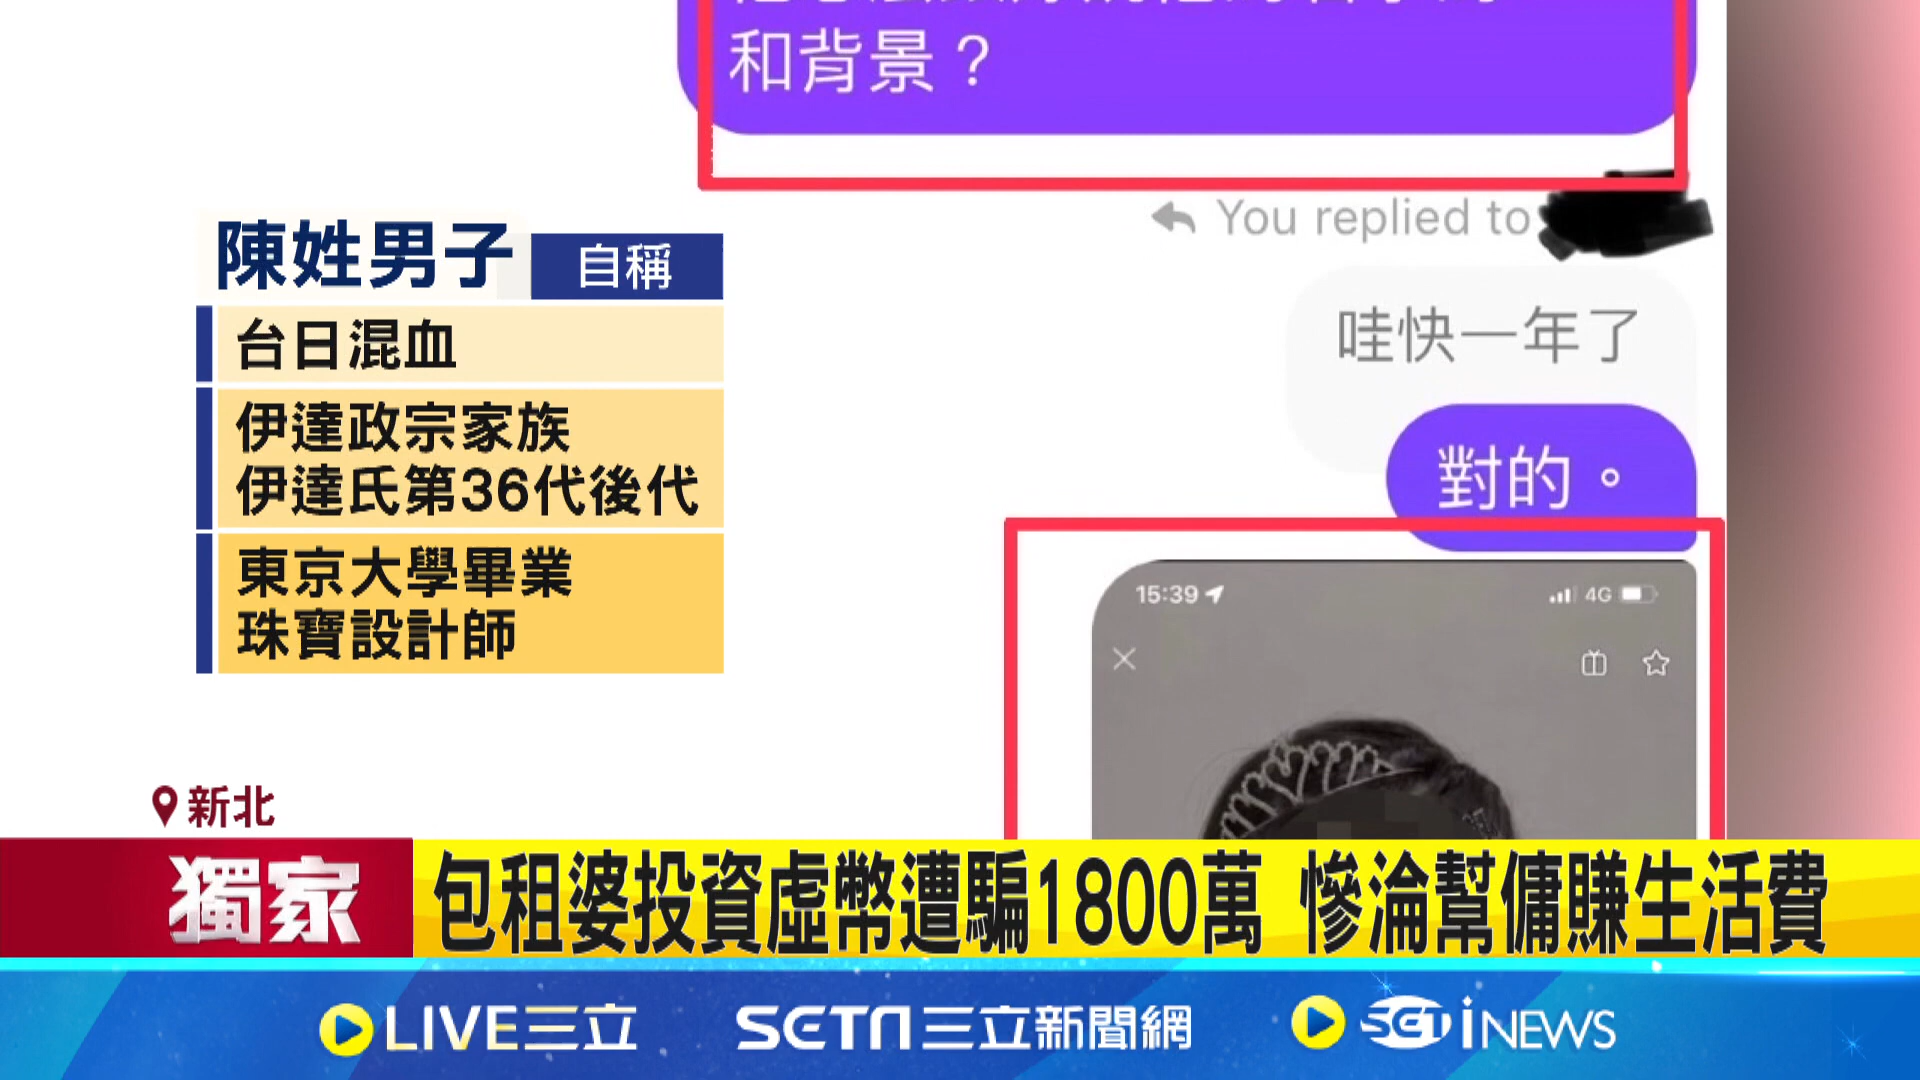 和背景？
You replied to
哇快一年了
對的。
15:39
4G
陳姓男子 自稱
台日混血
伊達政宗家族
伊達氏第36代後代
東京大學畢業
珠寶設計師
新北
獨家
包租婆投資虛幣遭騙1800萬 慘淪幫傭賺生活費
LIVE三立
SETN三立新聞網
SETiNEWS